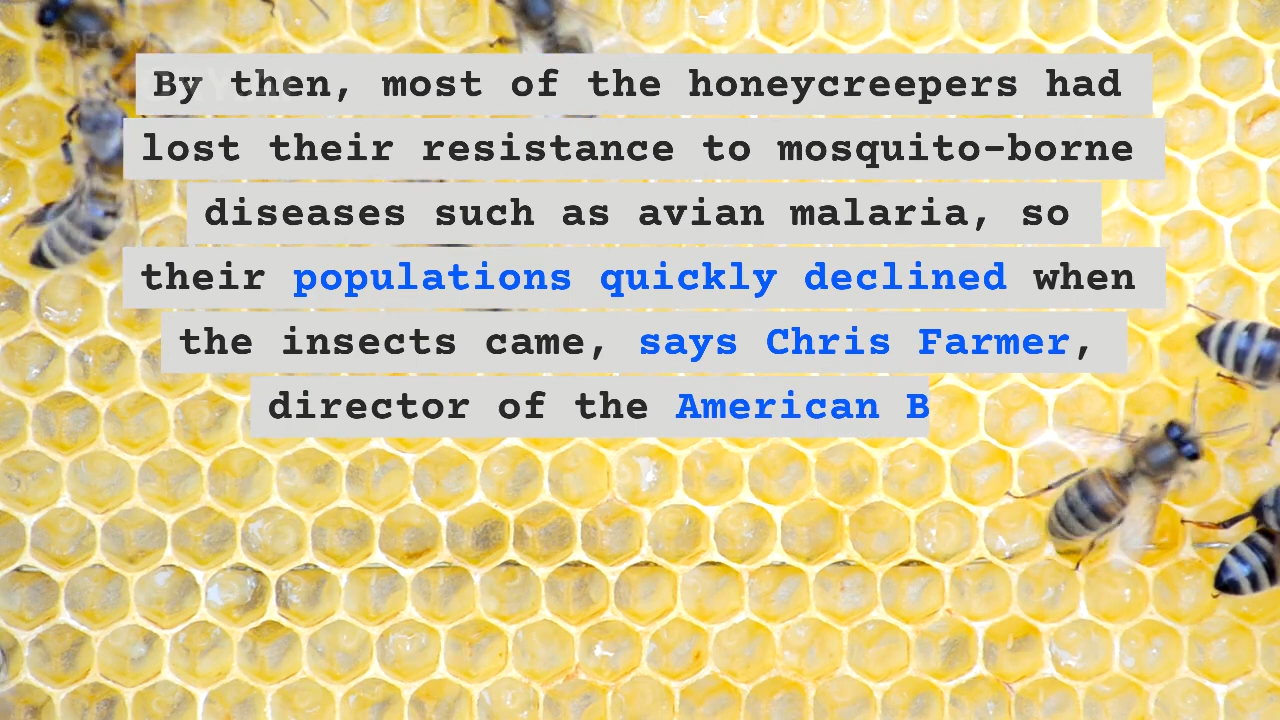 By then, most of the honeycreepers had
lost their resistance to mosquito-borne
diseases such as avian malaria, so
their populations quickly declined when
the insects came, says Chris Farmer,
director of the American B